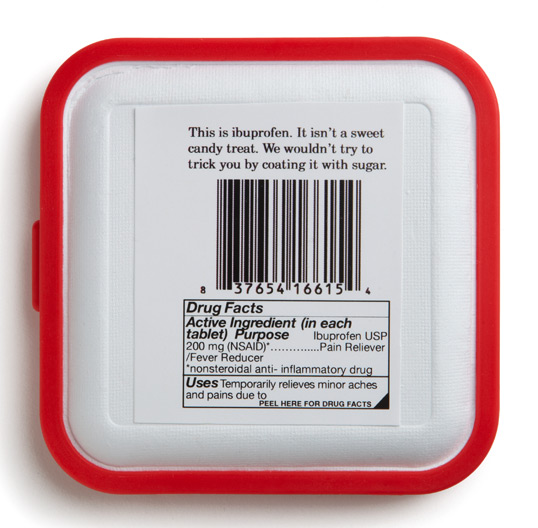 This is ibuprofen. It isn't a sweet
candy treat. We wouldn't try to
trick you by coating it with sugar.
8 37654 16615 4
Drug Facts
Active Ingredient (in each
tablet) Purpose Ibuprofen USP
200 mg (NSAID)*.............Pain Reliever
/Fever Reducer
*nonsteroidal anti- inflammatory drug
Uses Temporarily relieves minor aches
and pains due to
PEEL HERE FOR DRUG FACTS